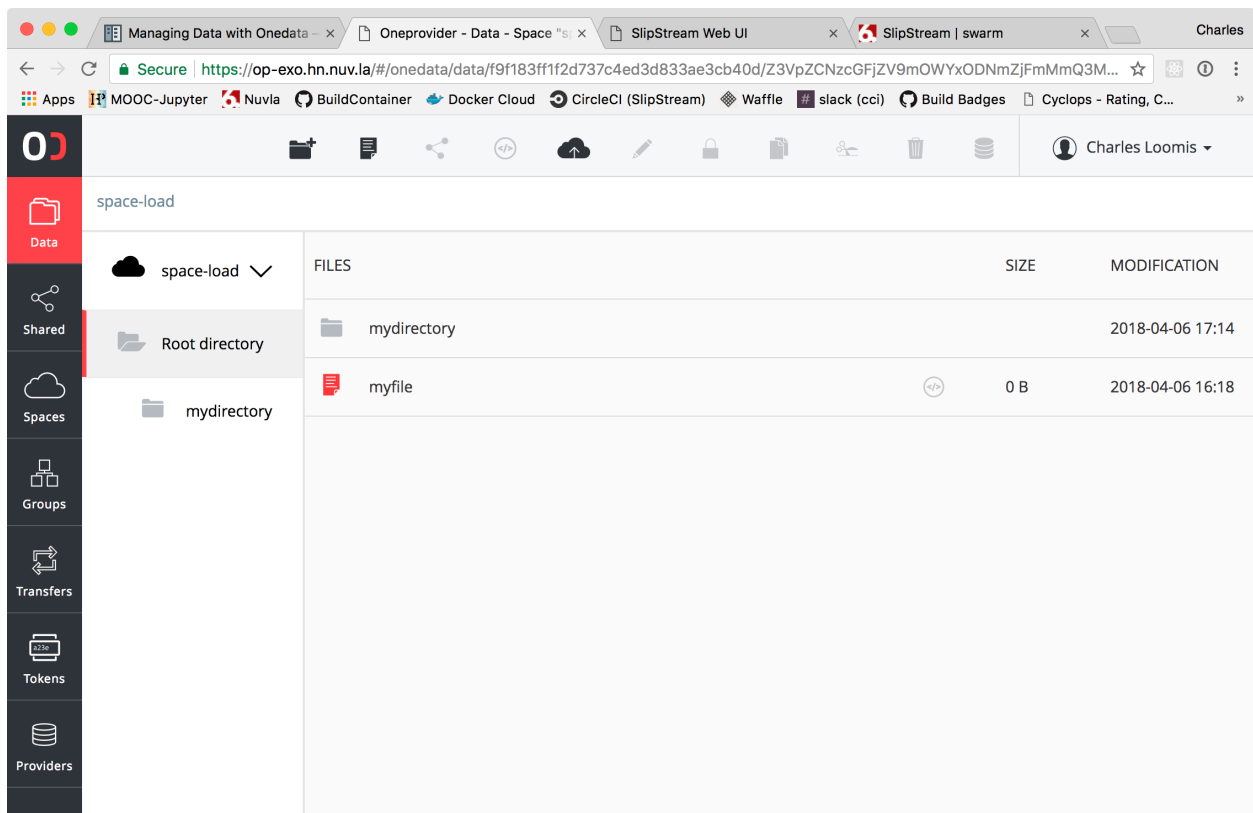 Managing Data with Onedata –
Oneprovider - Data - Space "s
SlipStream Web UI
SlipStream | swarm
Charles
Secure
https://op-exo.hn.nuv.la/#/onedata/data/f9f183ff1f2d737c4ed3d833ae3cb40d/Z3VpZCNzcGFjZV9mOWYxODNmZjFmMmQ3M...
Apps
MOOC-Jupyter
Nuvla
BuildContainer
Docker Cloud
CircleCI (SlipStream)
Waffle
slack (cci)
Build Badges
Cyclops - Rating, C...
»
Charles Loomis
Data
Shared
Spaces
Groups
Transfers
a23e
Tokens
Providers
space-load
space-load
Root directory
mydirectory
FILES SIZE MODIFICATION
mydirectory 2018-04-06 17:14
myfile </> 0 B 2018-04-06 16:18